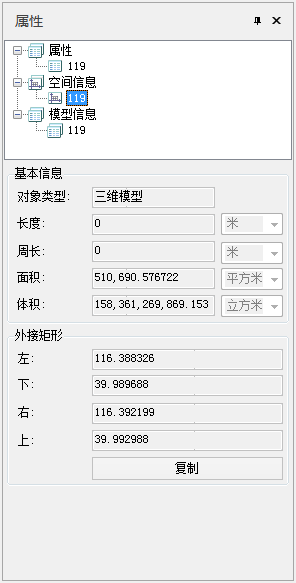 属性
属性
119
空间信息
119
模型信息
119
基本信息
对象类型: 三维模型
长度: 0 米
周长: 0 米
面积: 510,690.576722 平方米
体积: 158,361,269,869.153 立方米
外接矩形
左: 116.388326
下: 39.989688
右: 116.392199
上: 39.992988
复制